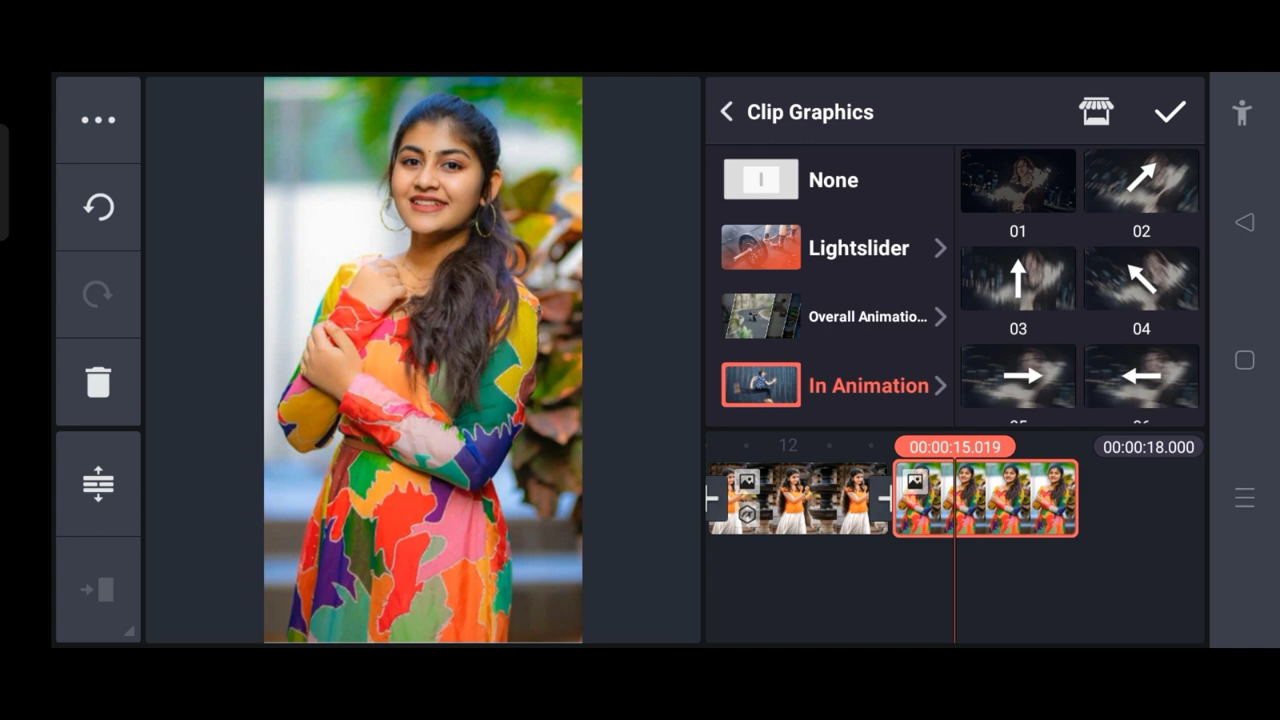 Clip Graphics
None
Lightslider
Overall Animatio...
In Animation
01
02
03
04
12
00:00:15.019
00:00:18.000